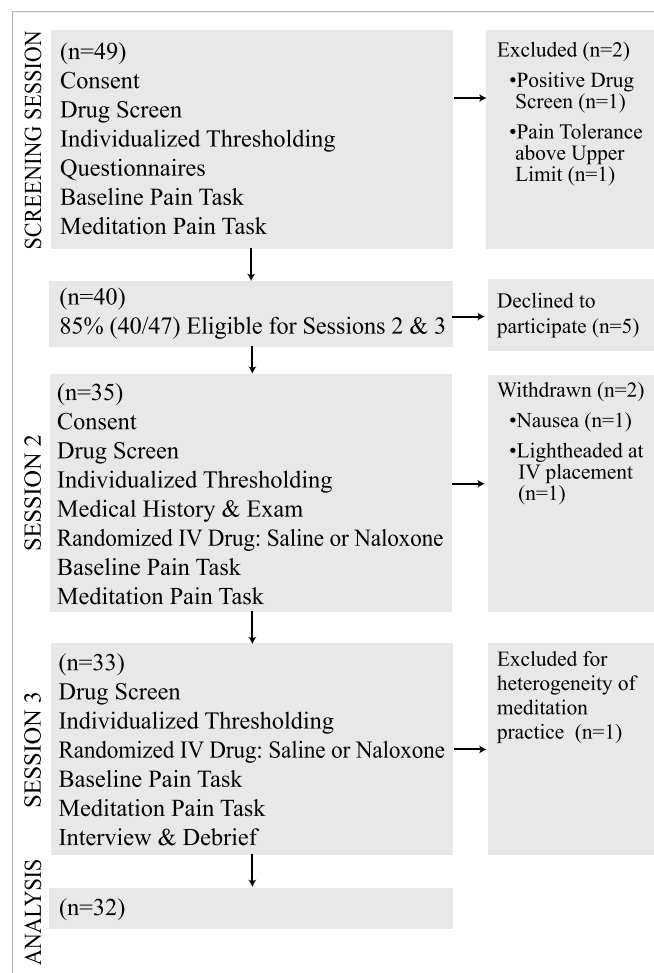 SCREENING SESSION
(n=49)
Consent
Drug Screen
Individualized Thresholding
Questionnaires
Baseline Pain Task
Meditation Pain Task
Excluded (n=2)
•Positive Drug
Screen (n=1)
•Pain Tolerance
above Upper
Limit (n=1)
(n=40)
85% (40/47) Eligible for Sessions 2 & 3
Declined to
participate (n=5)
SESSION 2
(n=35)
Consent
Drug Screen
Individualized Thresholding
Medical History & Exam
Randomized IV Drug: Saline or Naloxone
Baseline Pain Task
Meditation Pain Task
Withdrawn (n=2)
•Nausea (n=1)
•Lightheaded at
IV placement
(n=1)
SESSION 3
(n=33)
Drug Screen
Individualized Thresholding
Randomized IV Drug: Saline or Naloxone
Baseline Pain Task
Meditation Pain Task
Interview & Debrief
Excluded for
heterogeneity of
meditation
practice (n=1)
ANALYSIS
(n=32)